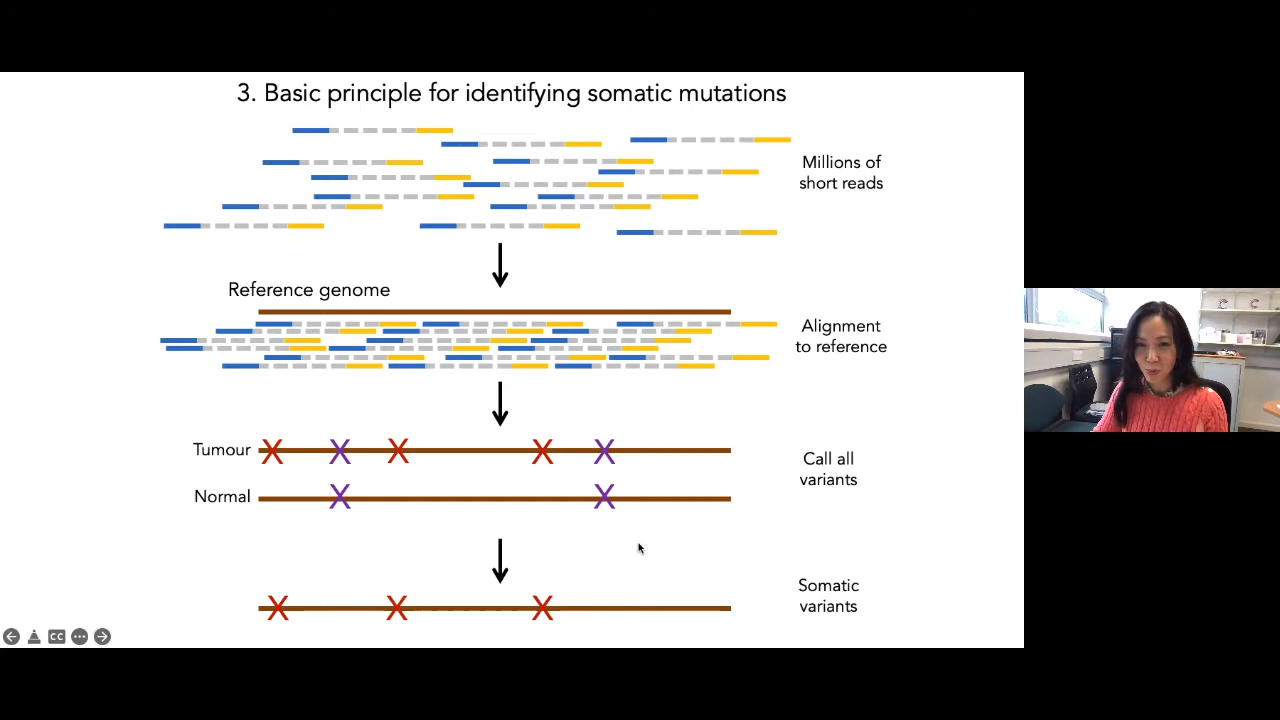 3. Basic principle for identifying somatic mutations
Millions of
short reads
Reference genome
Alignment
to reference
Tumour
Call all
variants
Normal
Somatic
variants
CC